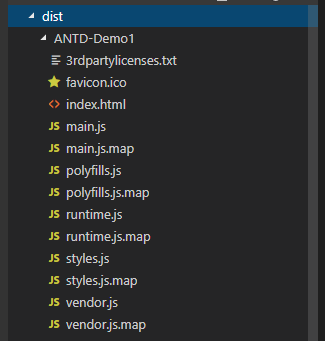 dist
ANTD-Demo1
3rdpartylicenses.txt
favicon.ico
<> index.html
JS main.js
JS main.js.map
JS polyfills.js
JS polyfills.js.map
JS runtime.js
JS runtime.js.map
JS styles.js
JS styles.js.map
JS vendor.js
JS vendor.js.map